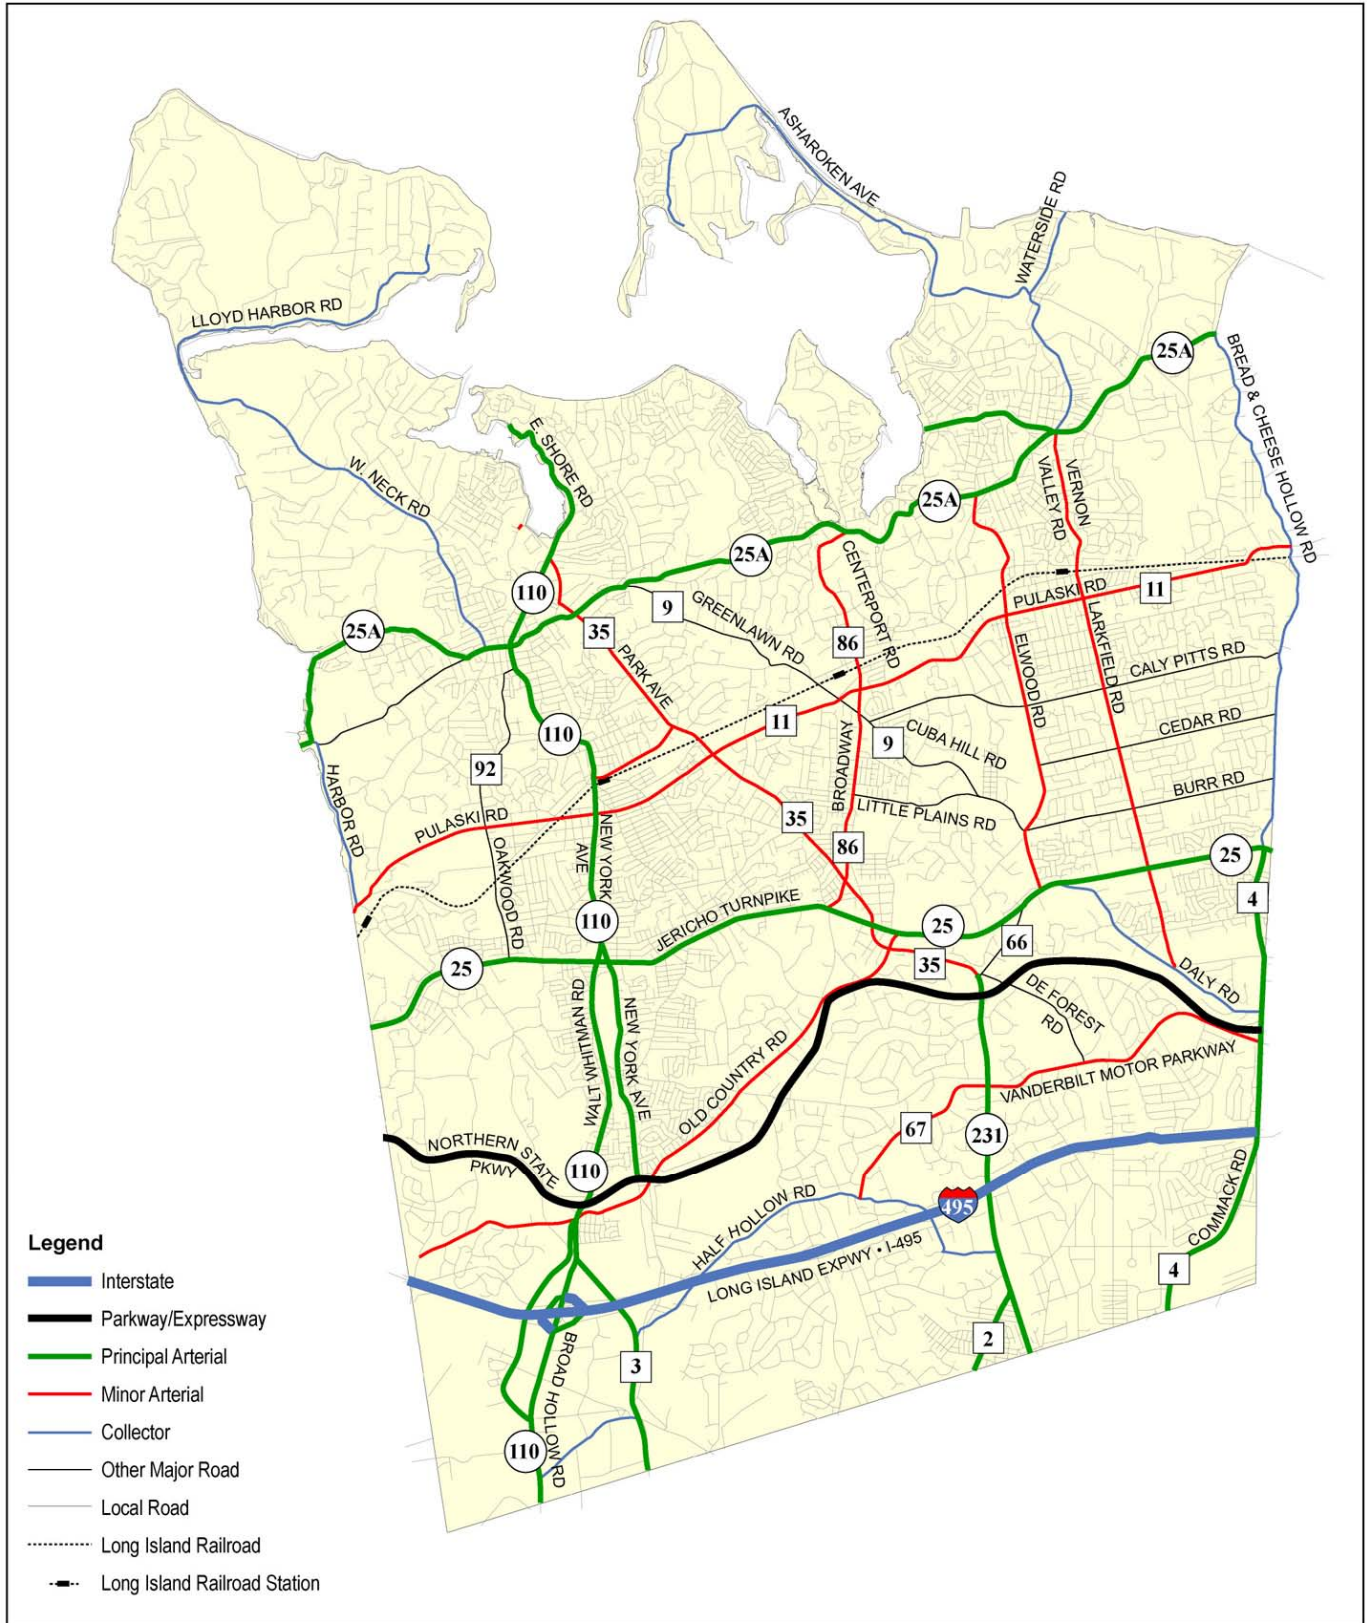 ASHAROKEN AVE
WATERSIDE RD
LLOYD HARBOR RD
25A
BREAD & CHEESE HOLLOW RD
E. SHORE RD
W. NECK RD
VALLEY RD
VERNON
25A
25A
CENTERPORT RD
110
9
GREENLAWN RD
PULASKI RD
11
25A
35
PARK AVE
86
ELWOOD RD
LARKFIELD RD
CALY PITTS RD
110
11
9
CUBA HILL RD
CEDAR RD
92
HARBOR RD
BROADWAY
BURR RD
PULASKI RD
35
LITTLE PLAINS RD
OAKWOOD RD
NEW YORK
AVE
86
25
4
110
JERICHO TURNPIKE
25
66
25
35
DALY RD
WALT WHITMAN RD
NEW YORK AVE
DE FOREST
RD
OLD COUNTRY RD
VANDERBILT MOTOR PARKWAY
67
231
NORTHERN STATE
PKWY
110
HALF HOLLOW RD
495
COMMACK RD
LONG ISLAND EXPWY • I-495
4
2
BROAD HOLLOW RD
3
110
Legend
Interstate
Parkway/Expressway
Principal Arterial
Minor Arterial
Collector
Other Major Road
Local Road
Long Island Railroad
Long Island Railroad Station